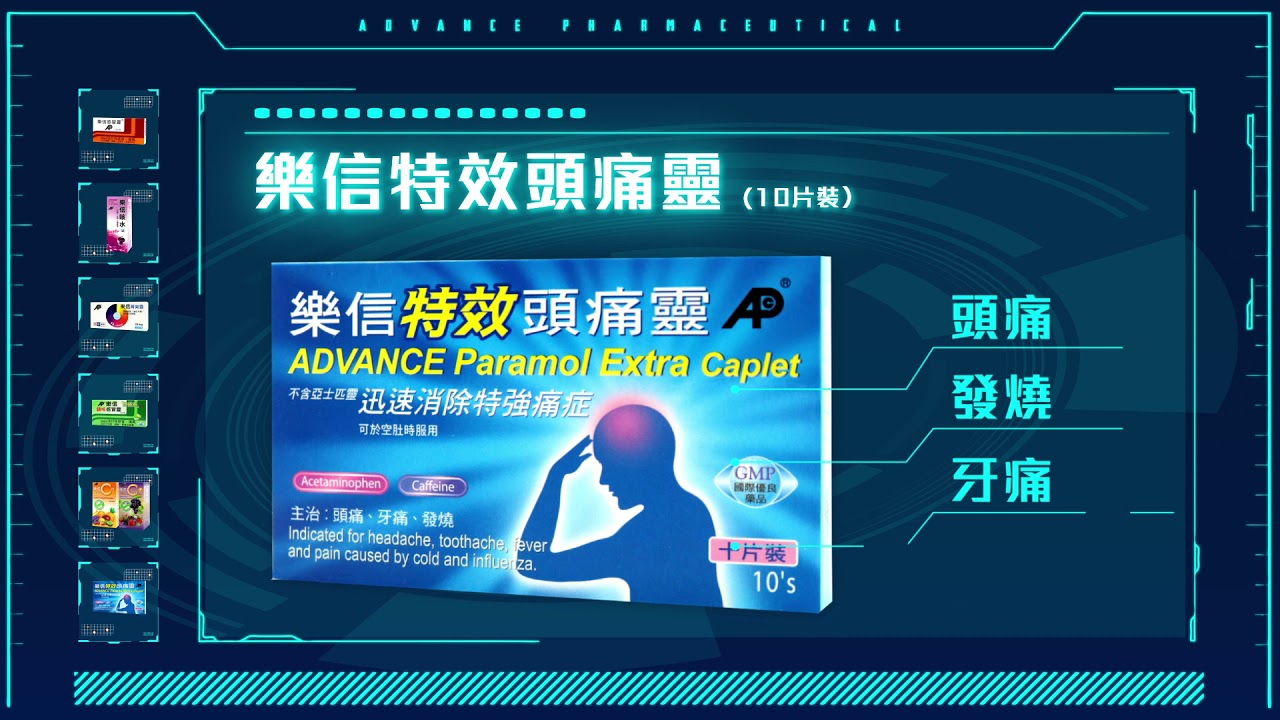 ADVANCE PHARMACEUTICAL
樂信特效頭痛靈 (10片裝)
樂信特效頭痛靈 AP®
ADVANCE Paramol Extra Caplet
不含亞士匹靈 迅速消除特強痛症
可於空肚時服用
Acetaminophen Caffeine
主治：頭痛、牙痛、發燒
Indicated for headache, toothache, fever
and pain caused by cold and influenza.
GMP
國際優良
藥品
十片裝
10's
頭痛
發燒
牙痛